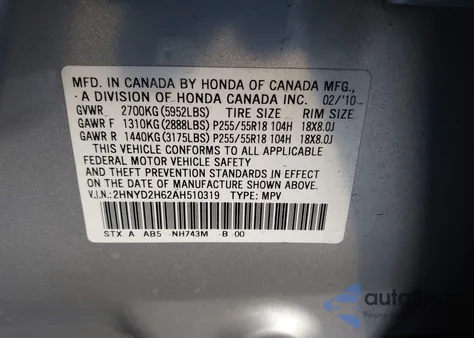 MFD. IN CANADA BY HONDA OF CANADA MFG.,
A DIVISION OF HONDA CANADA INC. 02/'10
GVWR 2700KG(5952LBS) TIRE SIZE RIM SIZE
GAWR F 1310KG(2888LBS) P255/55R18 104H 18X8.0J
GAWR R 1440KG(3175LBS) P255/55R18 104H 18X8.0J
THIS VEHICLE CONFORMS TO ALL APPLICABLE
FEDERAL MOTOR VEHICLE SAFETY
AND THEFT PREVENTION STANDARDS IN EFFECT
ON THE DATE OF MANUFACTURE SHOWN ABOVE.
V.I.N.:2HNYD2H62AH510319 TYPE: MPV
STX A AB5 NH743M B 00